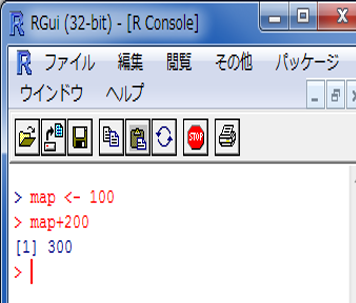 RGui (32-bit) - [R Console]
ファイル 編集 閲覧 その他 パッケージ
ウインドウ ヘルプ
STOP
> map <- 100
> map+200
[1] 300
>